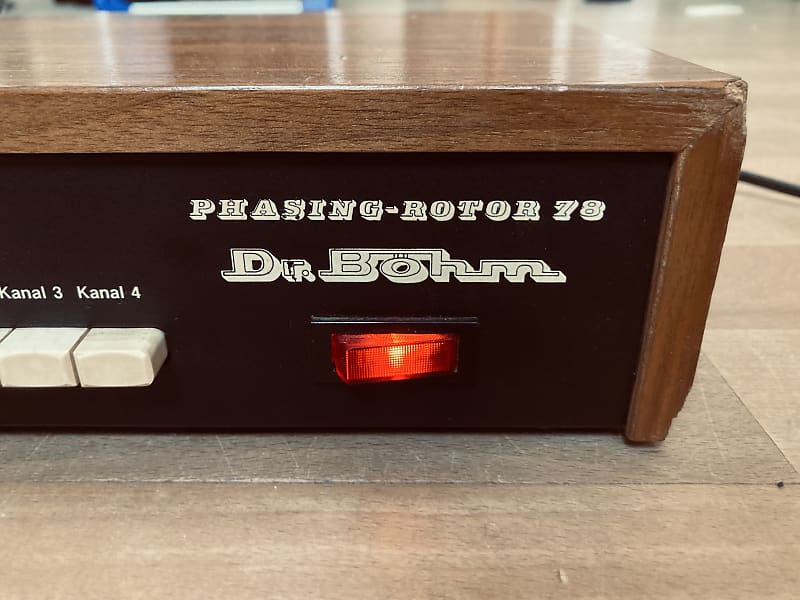 PHASING-ROTOR 78
Dr. Böhm
Kanal 3 Kanal 4